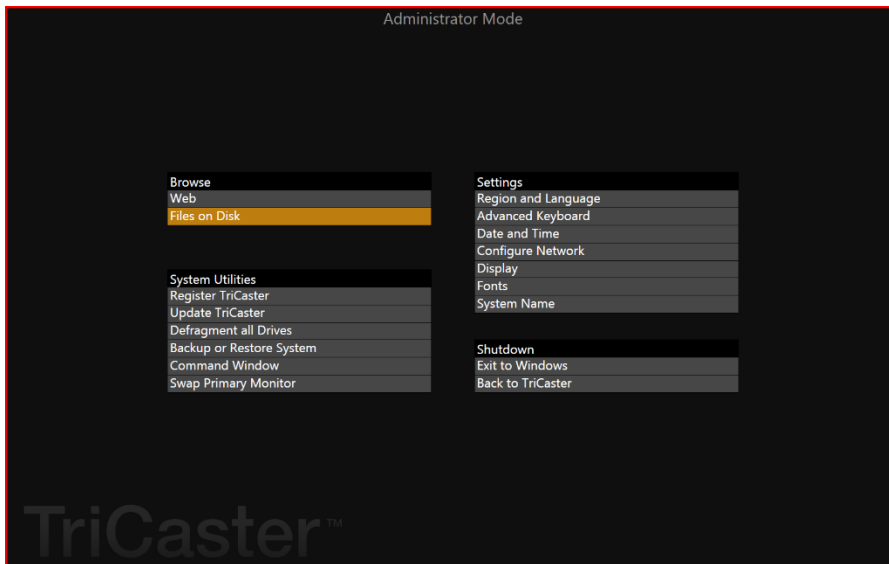 Administrator Mode
Browse
Web
Files on Disk
System Utilities
Register TriCaster
Update TriCaster
Defragment all Drives
Backup or Restore System
Command Window
Swap Primary Monitor
Settings
Region and Language
Advanced Keyboard
Date and Time
Configure Network
Display
Fonts
System Name
Shutdown
Exit to Windows
Back to TriCaster
TriCaster™